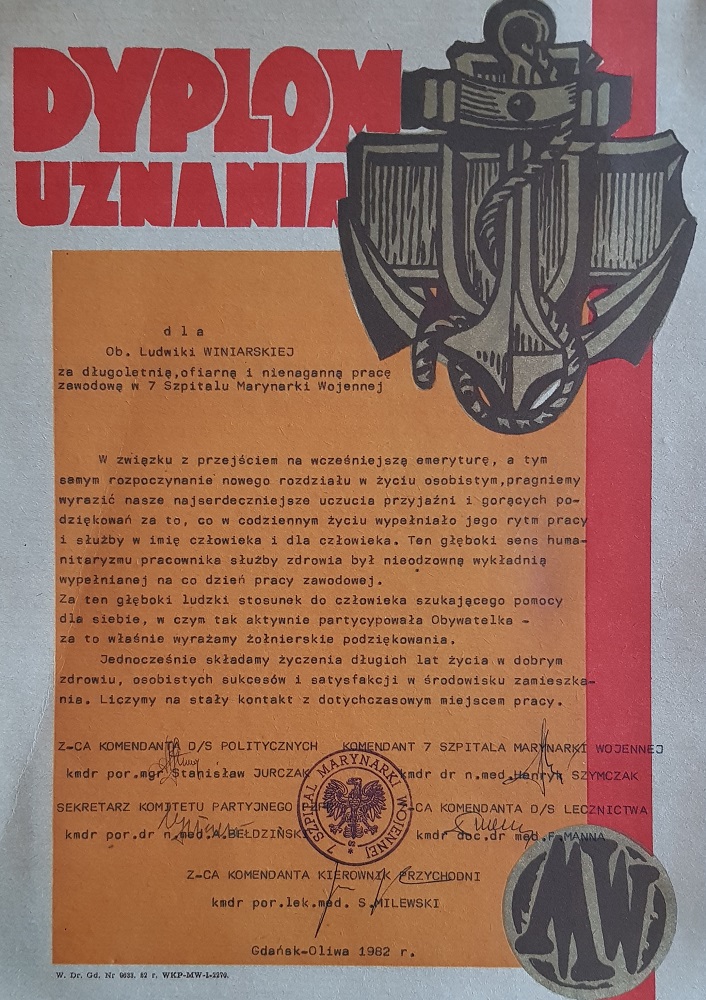 DYPLOM
UZNANIA
dla
Ob. Ludwiki WINIARSKIEJ
za długoletnią,ofiarną i nienaganną pracę
zawodową w 7 Szpitalu Marynarki Wojennej
W związku z przejściem na wcześniejszą emeryturę, a tym
samym rozpoczynanie nowego rozdziału w życiu osobistym,pragniemy
wyrazić nasze najserdeczniejsze uczucia przyjaźni i gorących po-
dziękowań za to, co w codziennym życiu wypełniało jego rytm pracy
i służby w imię człowieka i dla człowieka. Ten głęboki sens huma-
nitaryzmu pracownika służby zdrowia był nieodzowną wykładnią
wypełnianej na co dzień pracy zawodowej.
Za ten głęboki ludzki stosunek do człowieka szukającego pomocy
dla siebie, w czym tak aktywnie partycypowała Obywatelka -
za to właśnie wyrażamy żołnierskie podziękowania.
Jednocześnie składamy życzenia długich lat życia w dobrym
zdrowiu, osobistych sukcesów i satysfakcji w środowisku zamieszka-
nia. Liczymy na stały kontakt z dotychczasowym miejscem pracy.
Z-CA KOMENDANTA D/S POLITYCZNYCH KOMENDANT 7 SZPITALA MARYNARKI WOJENNEJ
kmdr por.mgr Stanisław JURCZAK kmdr dr n.med.Henryk SZYMCZAK
SEKRETARZ KOMITETU PARTYJNEGO PZPR Z-CA KOMENDANTA D/S LECZNICTWA
kmdr por.dr n.med.A.BEŁDZIŃSKI kmdr doc.dr med.F.MANNA
7 SZPITAL MARYNARKI WOJENNEJ
Z-CA KOMENDANTA KIEROWNIK PRZYCHODNI
kmdr por.lek.med. S.MILEWSKI
MW
Gdańsk-Oliwa 1982 r.
W. Dr. Gd. Nr 0633. 82 r. WKP-MW-I-2270.